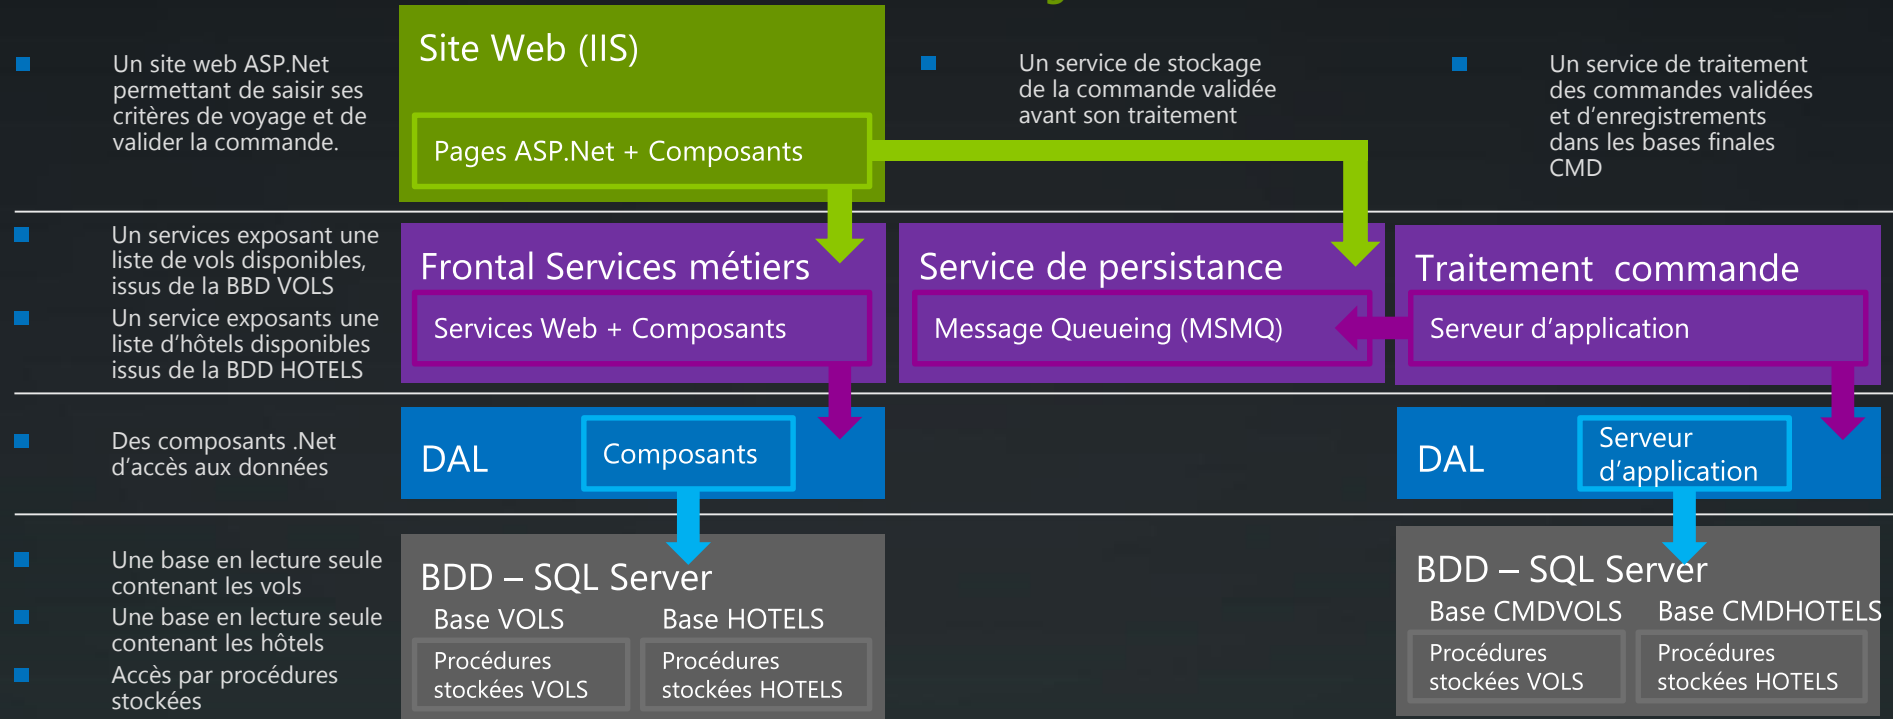 Site Web (IIS)
Un site web ASP.Net
permettant de saisir ses
critères de voyage et de
valider la commande.
Pages ASP.Net + Composants
Un service de stockage
de la commande validée
avant son traitement
Un service de traitement
des commandes validées
et d’enregistrements
dans les bases finales
CMD
Un services exposant une
liste de vols disponibles,
issus de la BBD VOLS
Un service exposants une
liste d’hôtels disponibles
issus de la BDD HOTELS
Frontal Services métiers
Services Web + Composants
Service de persistance
Message Queueing (MSMQ)
Traitement commande
Serveur d’application
Des composants .Net
d’accès aux données
DAL
Composants
DAL
Serveur
d’application
Une base en lecture seule
contenant les vols
Une base en lecture seule
contenant les hôtels
Accès par procédures
stockées
BDD – SQL Server
Base VOLS
Procédures
stockées VOLS
Base HOTELS
Procédures
stockées HOTELS
BDD – SQL Server
Base CMDVOLS
Procédures
stockées VOLS
Base CMDHOTELS
Procédures
stockées HOTELS